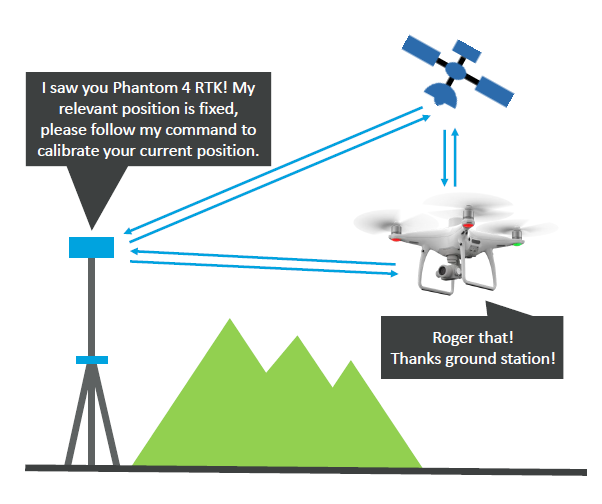 I saw you Phantom 4 RTK! My
relevant position is fixed,
please follow my command to
calibrate your current position.
Roger that!
Thanks ground station!